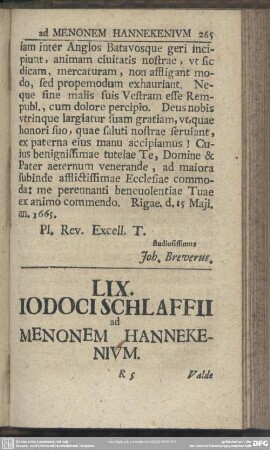 ad MENONEM HANNEKENIVM 265
iam inter Anglos Batavosque geri inci-
piunt, animam ciuitatis nostrae, vt sic
dicam, mercaturam, non affligant mo-
do, sed propemodum exhauriant. Ne-
que sine malis suis Vestram esse Rem-
publ., cum dolore percipio. Deus nobis
vtrinque largiatur suam gratiam, vtque
honori suo, quae saluti nostrae seruiant,
ex paterna eius manu accipiamus! Cu-
ius benignissimae tutelae Te, Domine &
Pater aeternum venerande, ad maiora
subinde afflictissimae Ecclesiae commo-
da: me perennanti beneuolentiae Tuae
ex animo commendo. Rigae. d. 15 Maji.
an. 1665.
Pl. Rev. Excell. T.
studiosissimus
Joh. Breverus.
LIX.
IODOCI SCHLAFFII
ad
MENONEM HANNEKE-
NIVM.
R 5 Valde
DFG